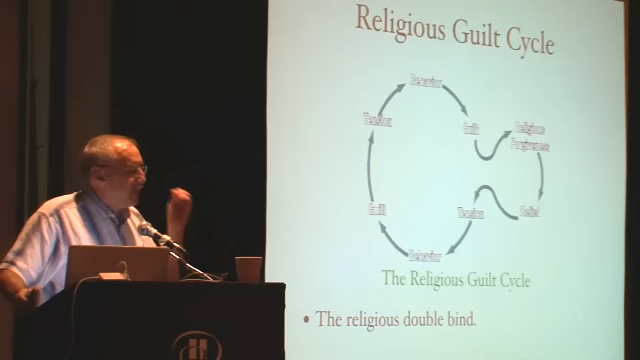 Religious Guilt Cycle
Behavior
Tension
Guilt
Religious
Forgiveness
Guilt
Tension
Relief
Behavior
The Religious Guilt Cycle
• The religious double bind.